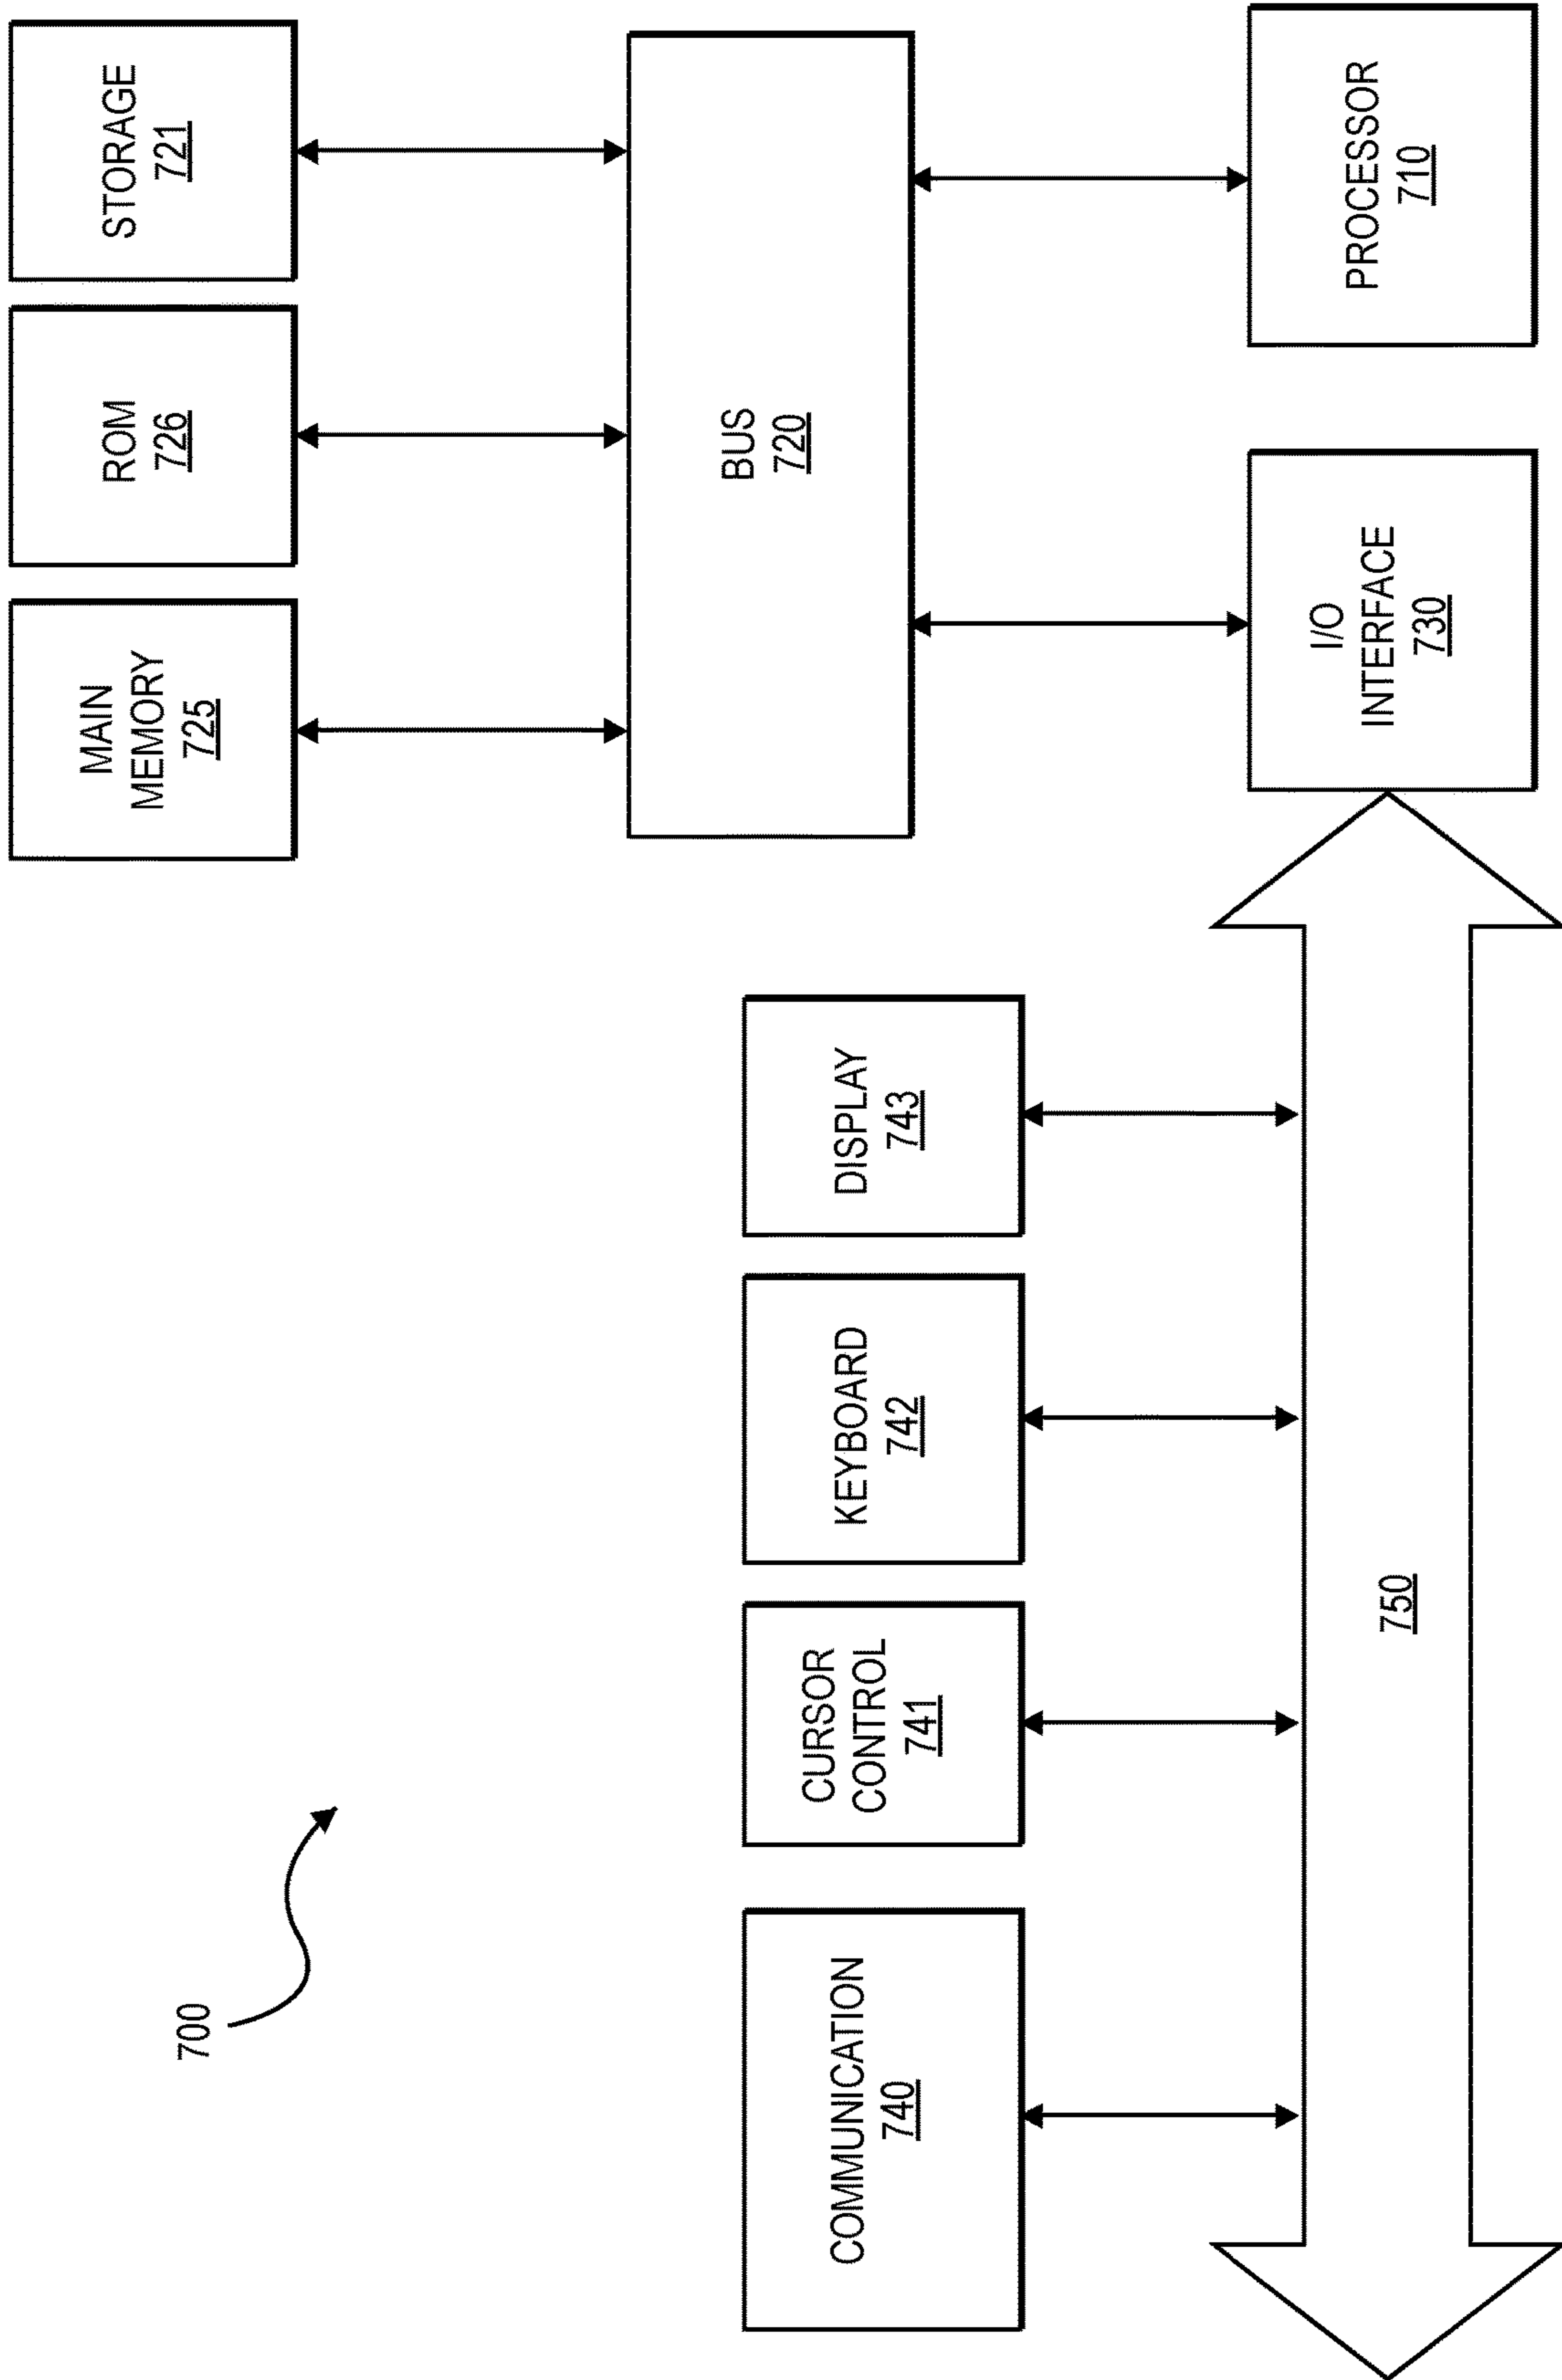 700
MAIN
MEMORY
725
ROM
726
STORAGE
721
BUS
720
COMMUNICATION
740
CURSOR
CONTROL
741
KEYBOARD
742
DISPLAY
743
I/O
INTERFACE
730
PROCESSOR
710
750